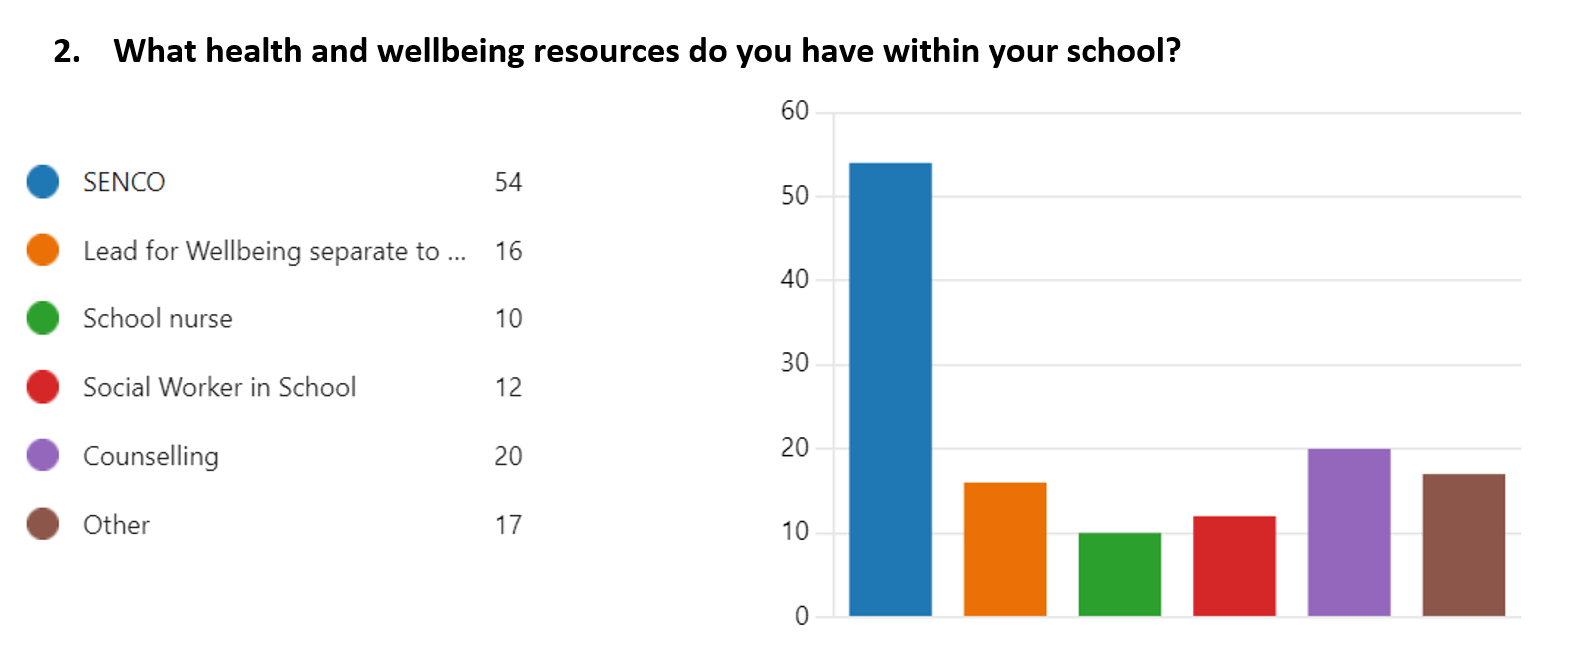 2. What health and wellbeing resources do you have within your school?
SENCO 54
Lead for Wellbeing separate to ... 16
School nurse 10
Social Worker in School 12
Counselling 20
Other 17
60
50
40
30
20
10
0